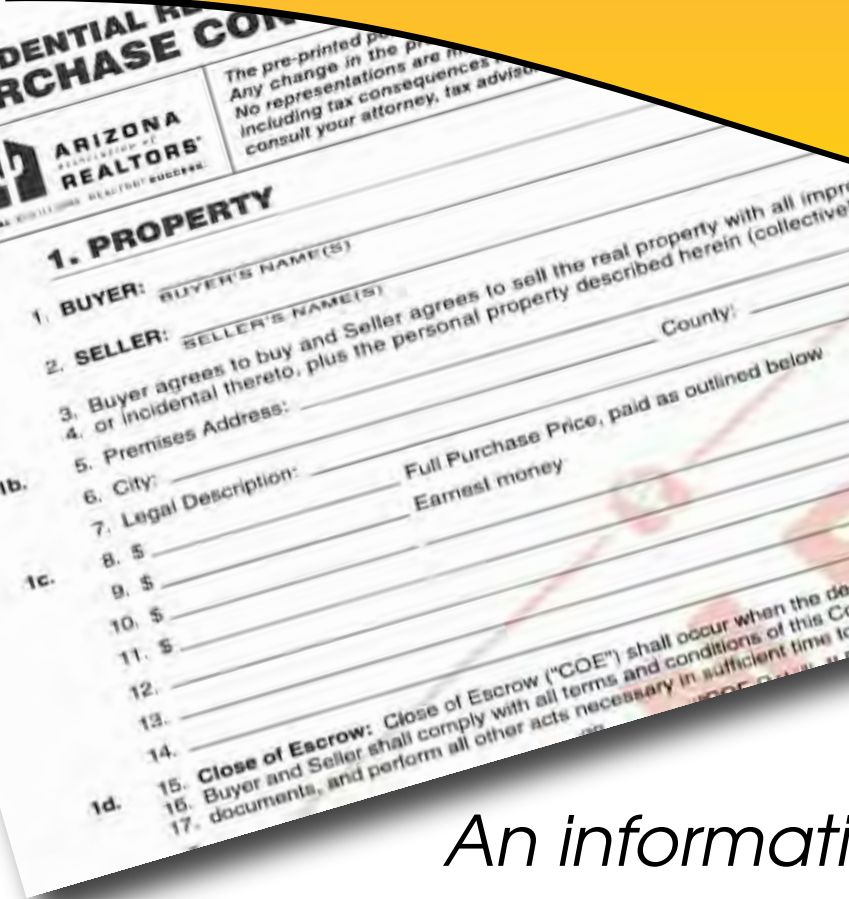 DENTIAL RE
RCHASE CON
ARIZONA
REALTORS®
The pre-printed po
Any change in the pre
No representations are m
including tax consequences
consult your attorney, tax adviso
1. PROPERTY
1. BUYER:
BUYER'S NAME(S)
2. SELLER:
SELLER'S NAME(S)
3. Buyer agrees to buy and Seller agrees to sell the real property with all impro
4. or incidental thereto, plus the personal property described herein (collective
5. Premises Address:
1b. 6. City: County:
7. Legal Description:
8. $ Full Purchase Price, paid as outlined below
1c. 9. $ Earnest money
10. $
11. $
12.
13.
14.
1d. 15. Close of Escrow: Close of Escrow ("COE") shall occur when the de
16. Buyer and Seller shall comply with all terms and conditions of this Co
17. documents, and perform all other acts necessary in sufficient time to
An informati